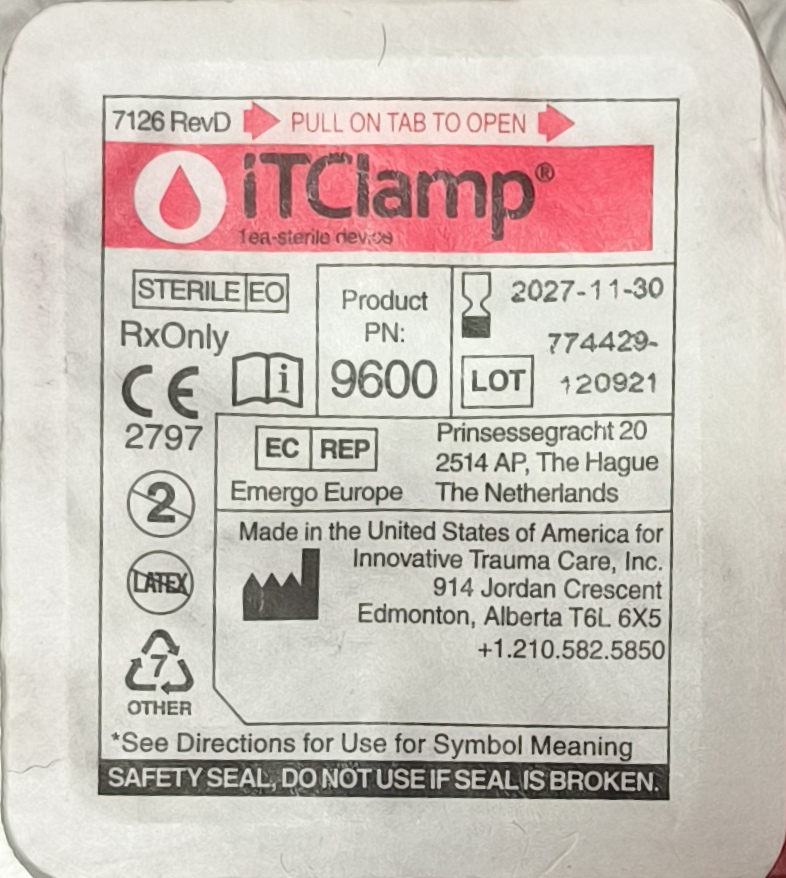 7126 RevD PULL ON TAB TO OPEN
iTClamp®
1ea-sterile device
STERILE EO
RxOnly
CE
2797
Product
PN:
9600
2027-11-30
LOT
774429-
120921
EC REP
Emergo Europe
Prinsessegracht 20
2514 AP, The Hague
The Netherlands
2
LATEX
7
OTHER
Made in the United States of America for
Innovative Trauma Care, Inc.
914 Jordan Crescent
Edmonton, Alberta T6L 6X5
+1.210.582.5850
*See Directions for Use for Symbol Meaning
SAFETY SEAL, DO NOT USE IF SEAL IS BROKEN.